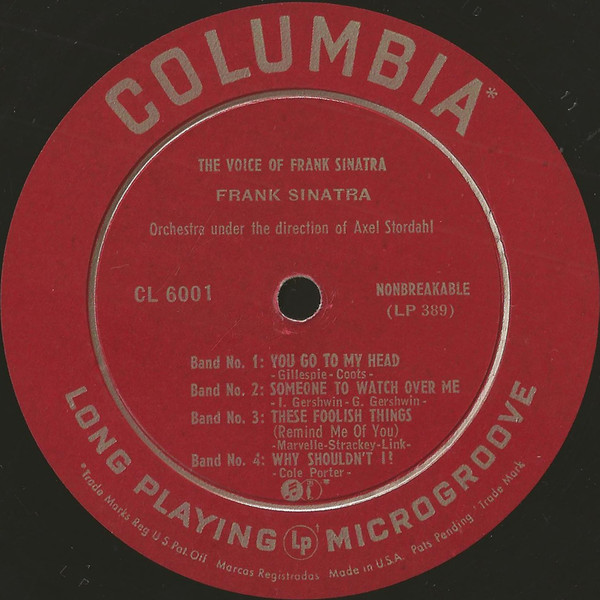 COLUMBIA*
THE VOICE OF FRANK SINATRA
FRANK SINATRA
Orchestra under the direction of Axel Stordahl
CL 6001
NONBREAKABLE
(LP 389)
Band No. 1: YOU GO TO MY HEAD
-Gillespie-Coots-
Band No. 2: SOMEONE TO WATCH OVER ME
-I. Gershwin-G. Gershwin-
Band No. 3: THESE FOOLISH THINGS
(Remind Me Of You)
-Marvelle-Strackey-Link-
Band No. 4: WHY SHOULDN'T I!
-Cole Porter-
LONG PLAYING Lp MICROGROOVE
*Trade Marks Reg U S Pat. Off Marcas Registradas Made in U.S.A. Pats Pending 'Trade Mark